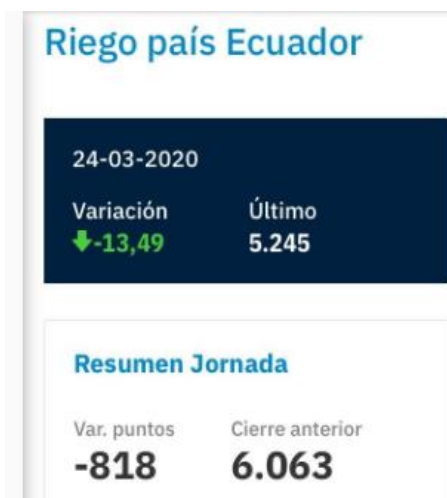 Riego país Ecuador
24-03-2020
Variación Último
-13,49 5.245
Resumen Jornada
Var. puntos Cierre anterior
-818 6.063